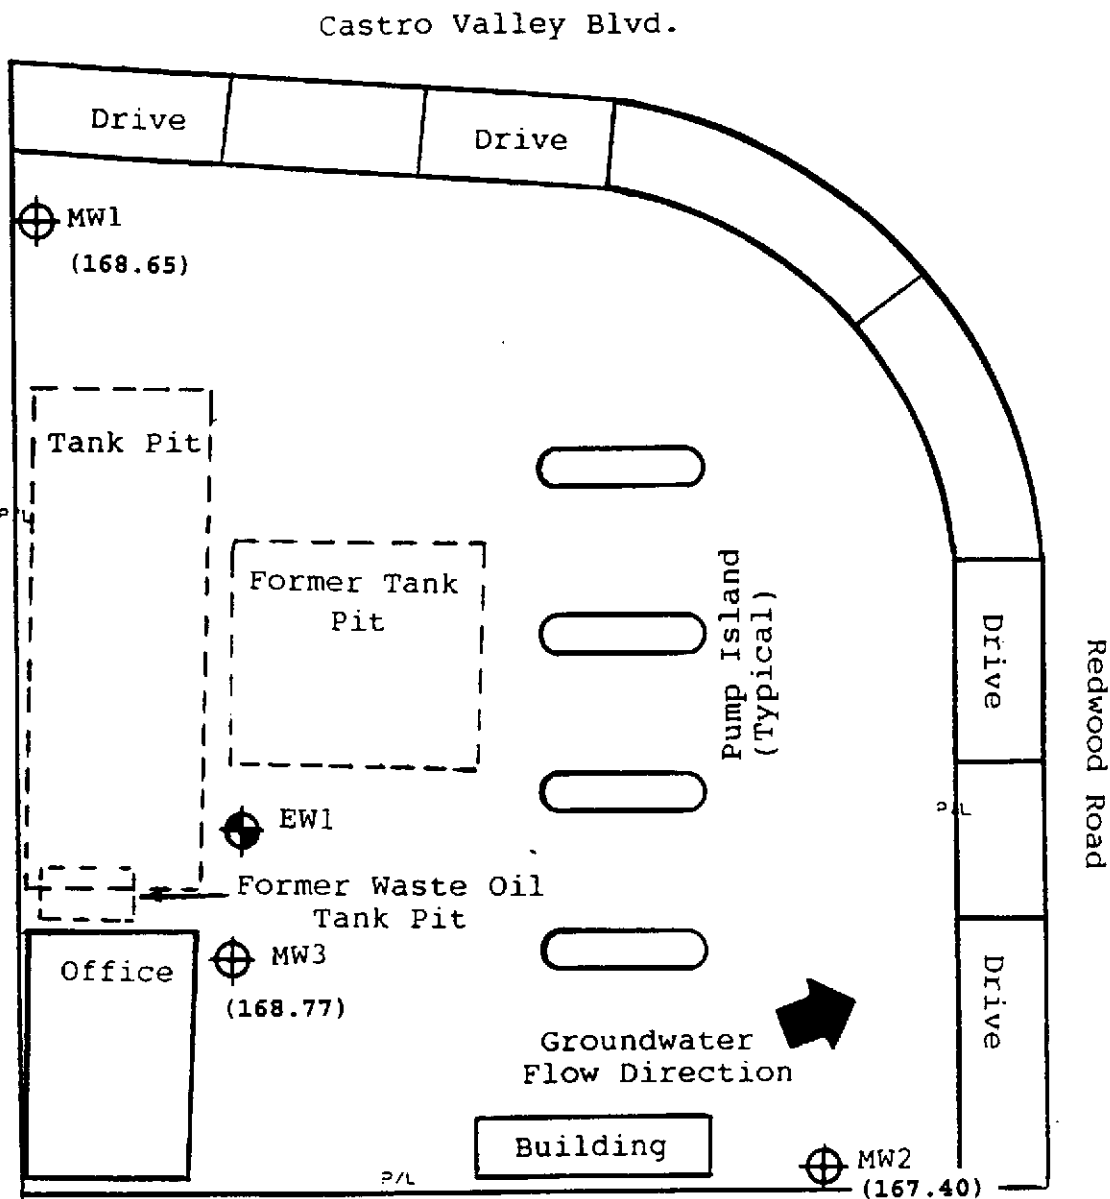 Castro Valley Blvd.
Drive
Drive
MW1
(168.65)
Tank Pit
P/L
Former Tank
Pit
Pump Island
(Typical)
Drive
Redwood Road
P/L
EW1
Former Waste Oil
Tank Pit
Office
MW3
(168.77)
Drive
Groundwater
Flow Direction
Building
MW2
(167.40)
P/L